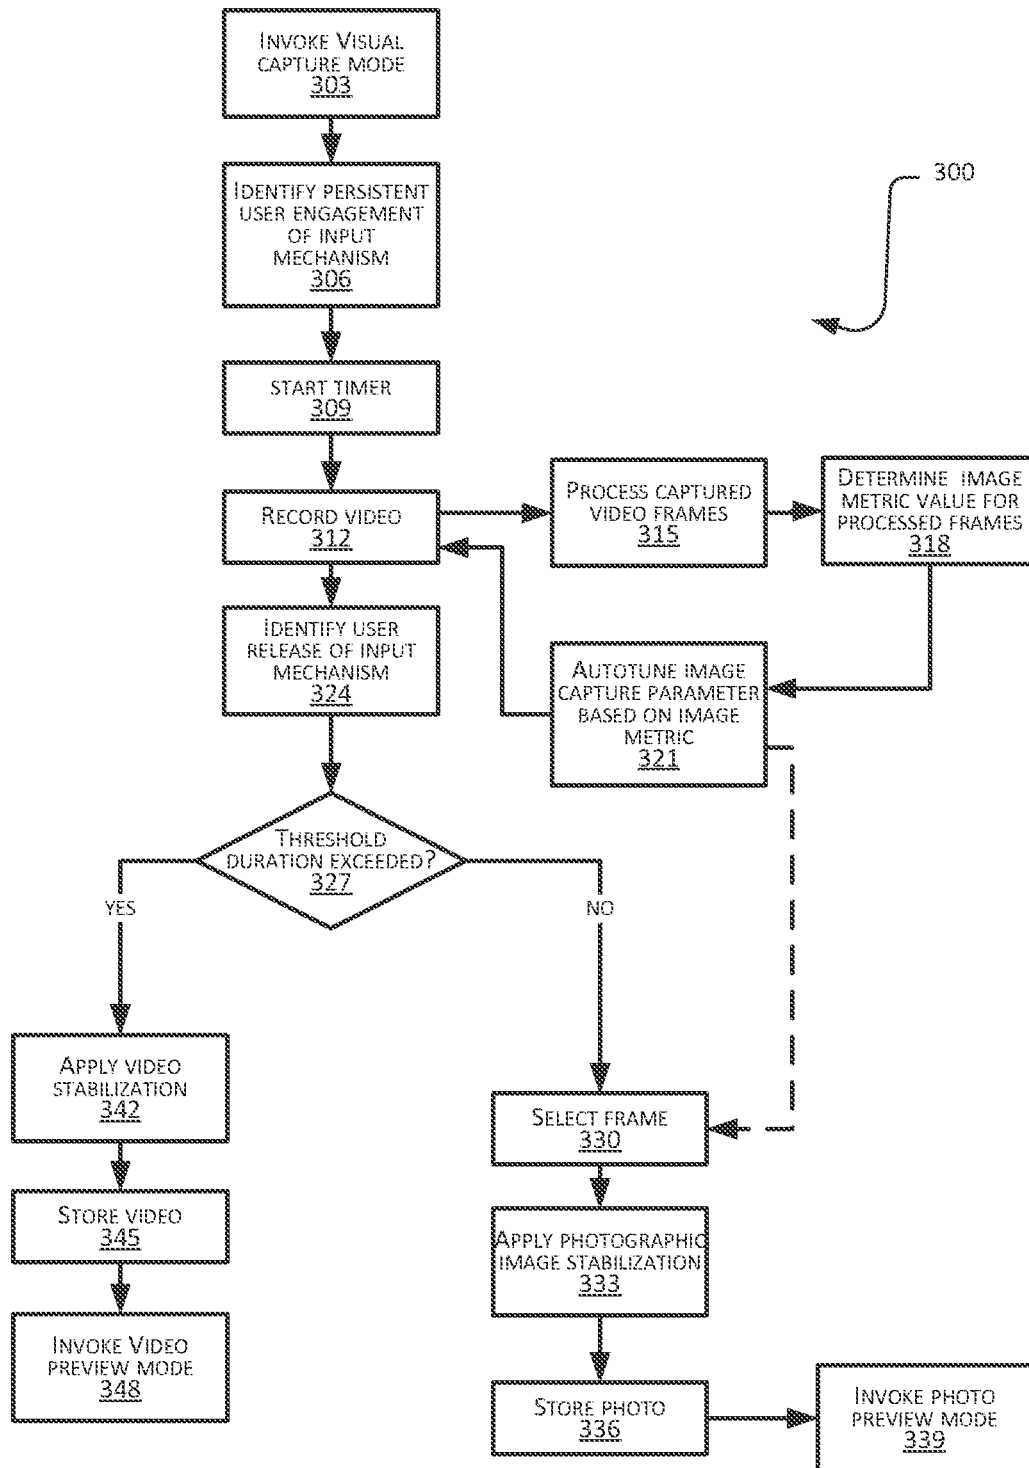 INVOKE VISUAL
CAPTURE MODE
303
300
IDENTIFY PERSISTENT
USER ENGAGEMENT
OF INPUT
MECHANISM
306
START TIMER
309
RECORD VIDEO
312
PROCESS CAPTURED
VIDEO FRAMES
315
DETERMINE IMAGE
METRIC VALUE FOR
PROCESSED FRAMES
318
IDENTIFY USER
RELEASE OF INPUT
MECHANISM
324
AUTOTUNE IMAGE
CAPTURE PARAMETER
BASED ON IMAGE
METRIC
321
THRESHOLD
DURATION EXCEEDED?
327
YES
NO
APPLY VIDEO
STABILIZATION
342
STORE VIDEO
345
INVOKE VIDEO
PREVIEW MODE
348
SELECT FRAME
330
APPLY PHOTOGRAPHIC
IMAGE STABILIZATION
333
STORE PHOTO
336
INVOKE PHOTO
PREVIEW MODE
339